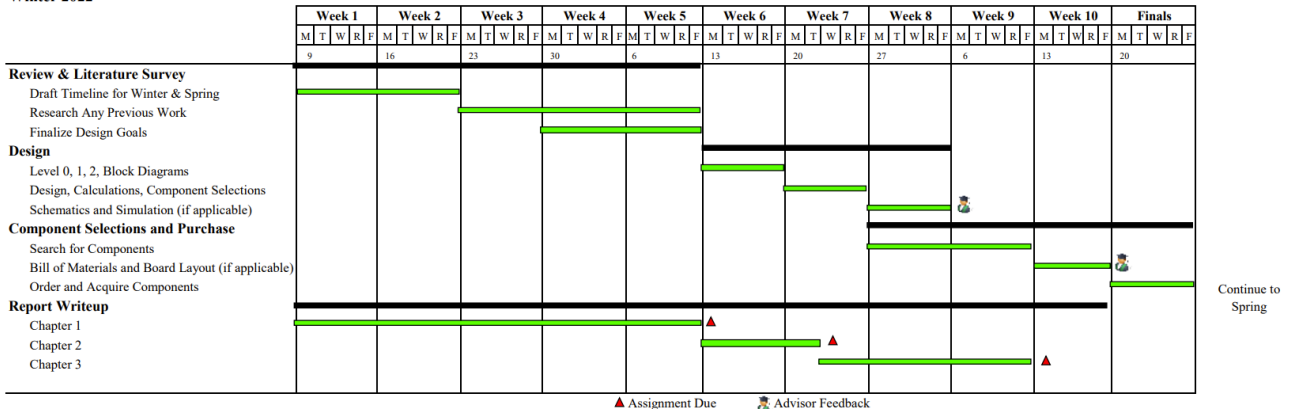 Week 1 Week 2 Week 3 Week 4 Week 5 Week 6 Week 7 Week 8 Week 9 Week 10 Finals
M T W R F M T W R F M T W R F M T W R F M T W R F M T W R F M T W R F M T W R F M T W R F M T W R F M T W R F
9 16 23 30 6 13 20 27 6 13 20
Review & Literature Survey
Draft Timeline for Winter & Spring
Research Any Previous Work
Finalize Design Goals
Design
Level 0, 1, 2, Block Diagrams
Design, Calculations, Component Selections
Schematics and Simulation (if applicable)
Component Selections and Purchase
Search for Components
Bill of Materials and Board Layout (if applicable)
Order and Acquire Components
Continue to
Spring
Report Writeup
Chapter 1
Chapter 2
Chapter 3
Assignment Due Advisor Feedback